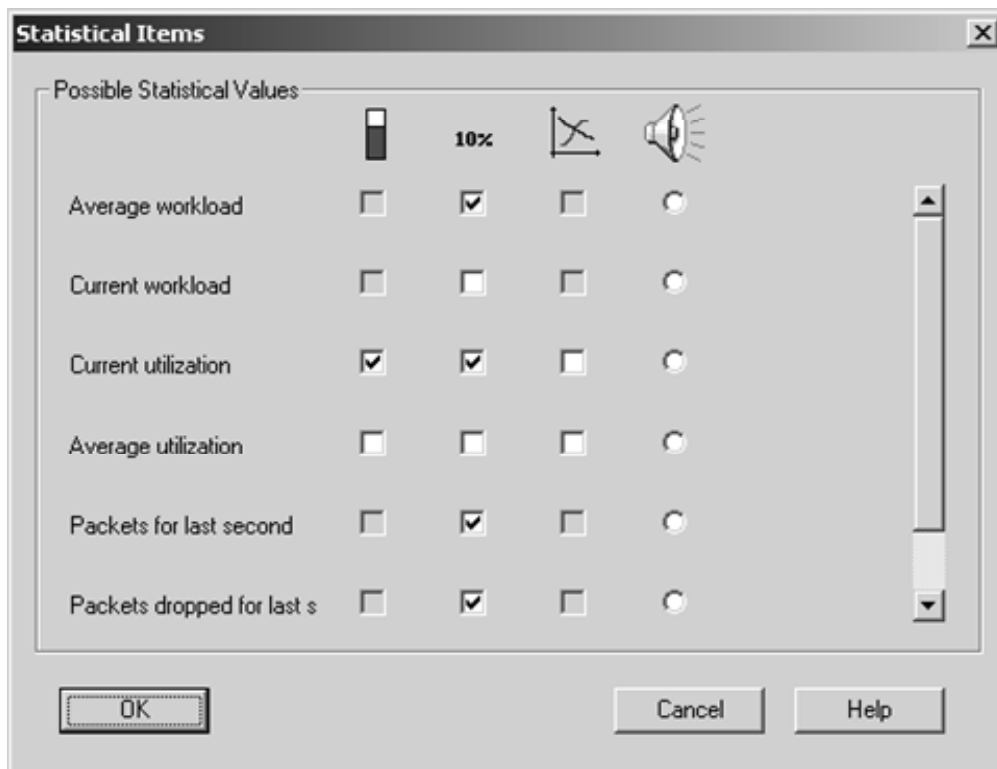 Statistical Items
Possible Statistical Values
10%
Average workload
Current workload
Current utilization
Average utilization
Packets for last second
Packets dropped for last s
OK Cancel Help